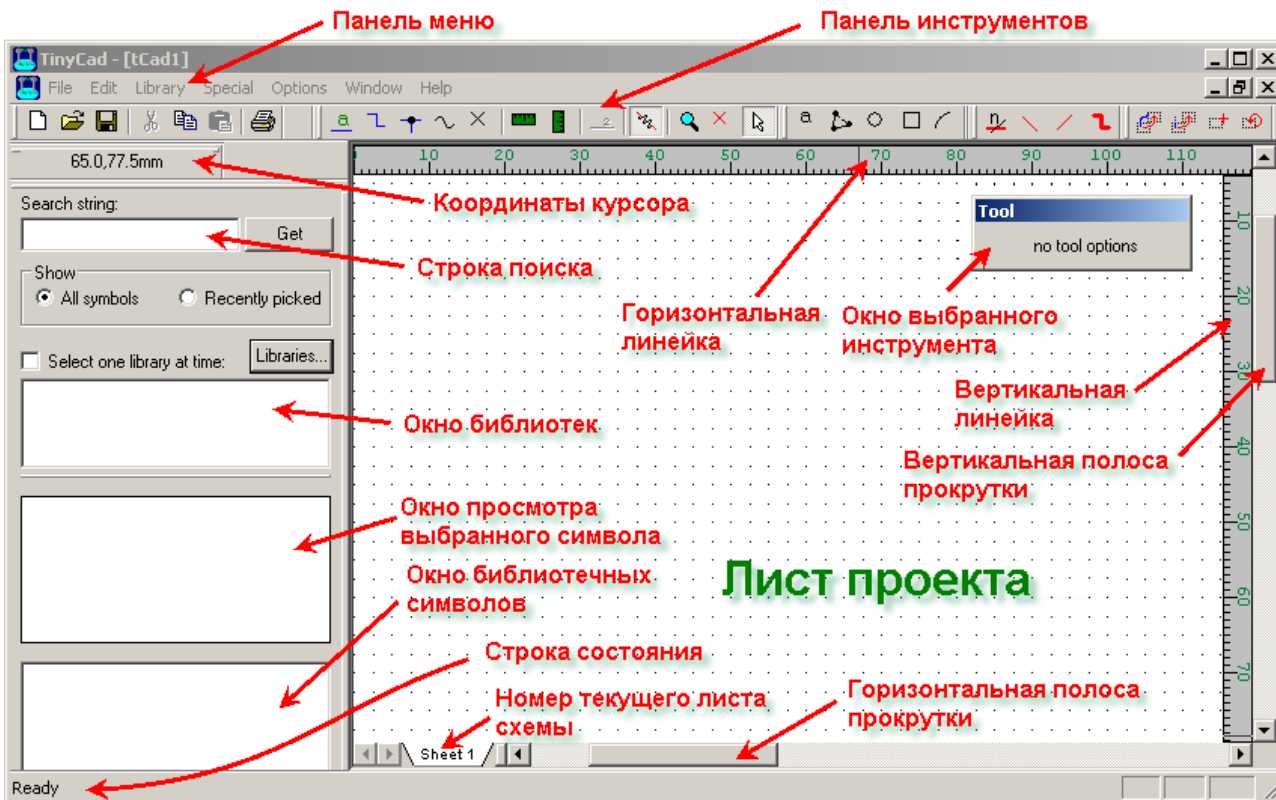 Панель меню
Панель инструментов
TinyCad - [tCad1]
File Edit Library Special Options Window Help
65.0,77.5mm
10 20 30 40 50 60 70 80 90 100 110
Координаты курсора
Search string:
Get
Строка поиска
Tool
no tool options
10
Show
All symbols Recently picked
20
Горизонтальная
линейка
Окно выбранного
инструмента
Select one library at time:
Libraries...
30
Вертикальная
линейка
Окно библиотек
40
Вертикальная полоса
прокрутки
Окно просмотра
выбранного символа
50
Окно библиотечных
символов
Лист проекта
60
Строка состояния
70
Номер текущего листа
схемы
Горизонтальная полоса
прокрутки
Sheet 1
Ready